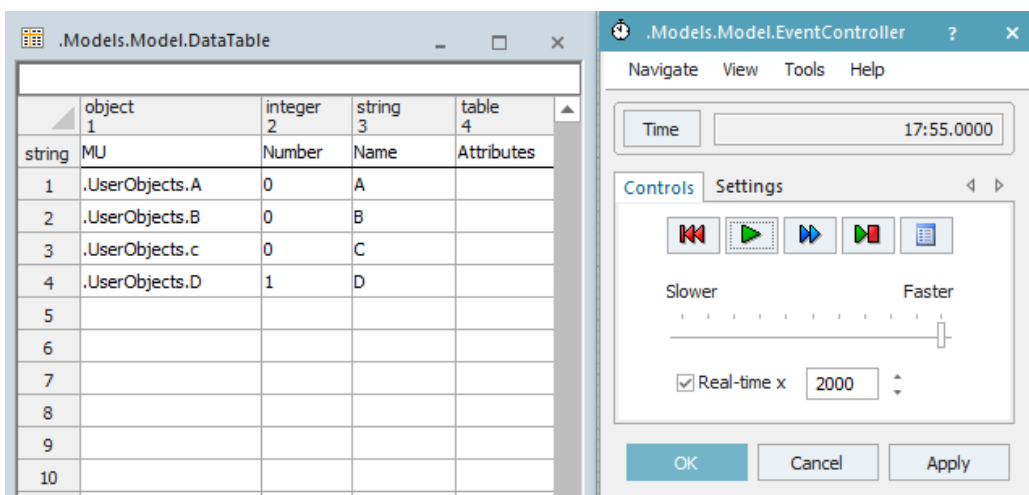 .Models.Model.DataTable
object integer string table
1 2 3 4
string MU Number Name Attributes
1 .UserObjects.A 0 A
2 .UserObjects.B 0 B
3 .UserObjects.c 0 C
4 .UserObjects.D 1 D
5
6
7
8
9
10
.Models.Model.EventController ?
Navigate View Tools Help
Time 17:55.0000
Controls Settings
Slower Faster
Real-time x 2000
OK Cancel Apply